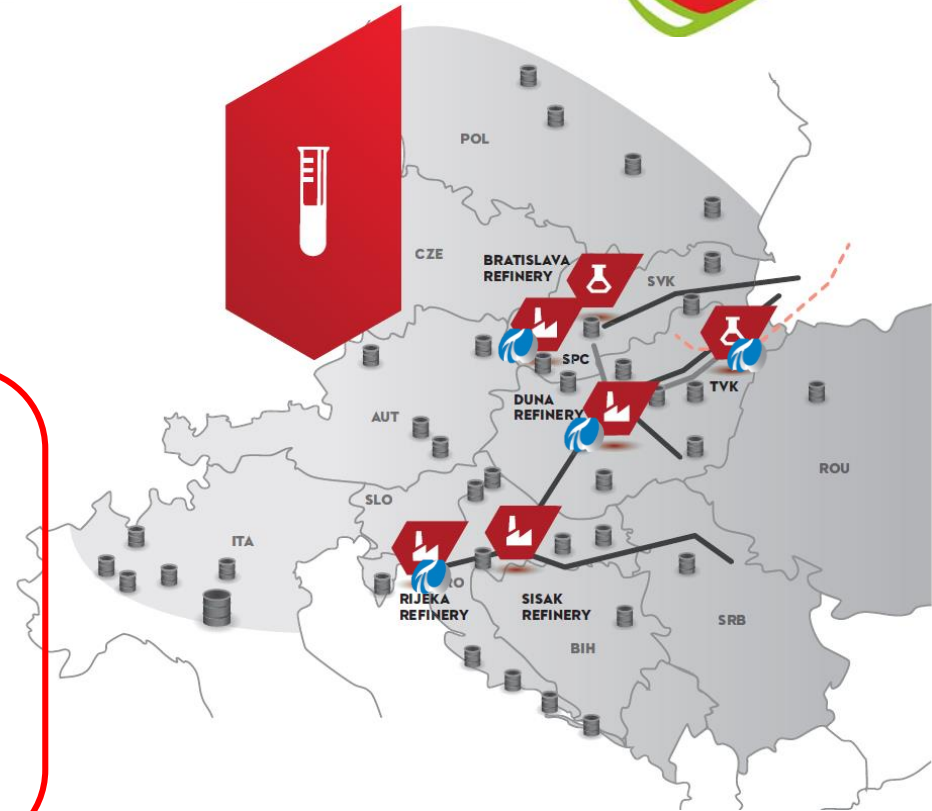 POL
CZE
BRATISLAVA
REFINERY
SVK
SPC
TVK
DUNA
REFINERY
AUT
ROU
SLO
ITA
RO
RIJEKA
REFINERY
SISAK
REFINERY
SRB
BIH